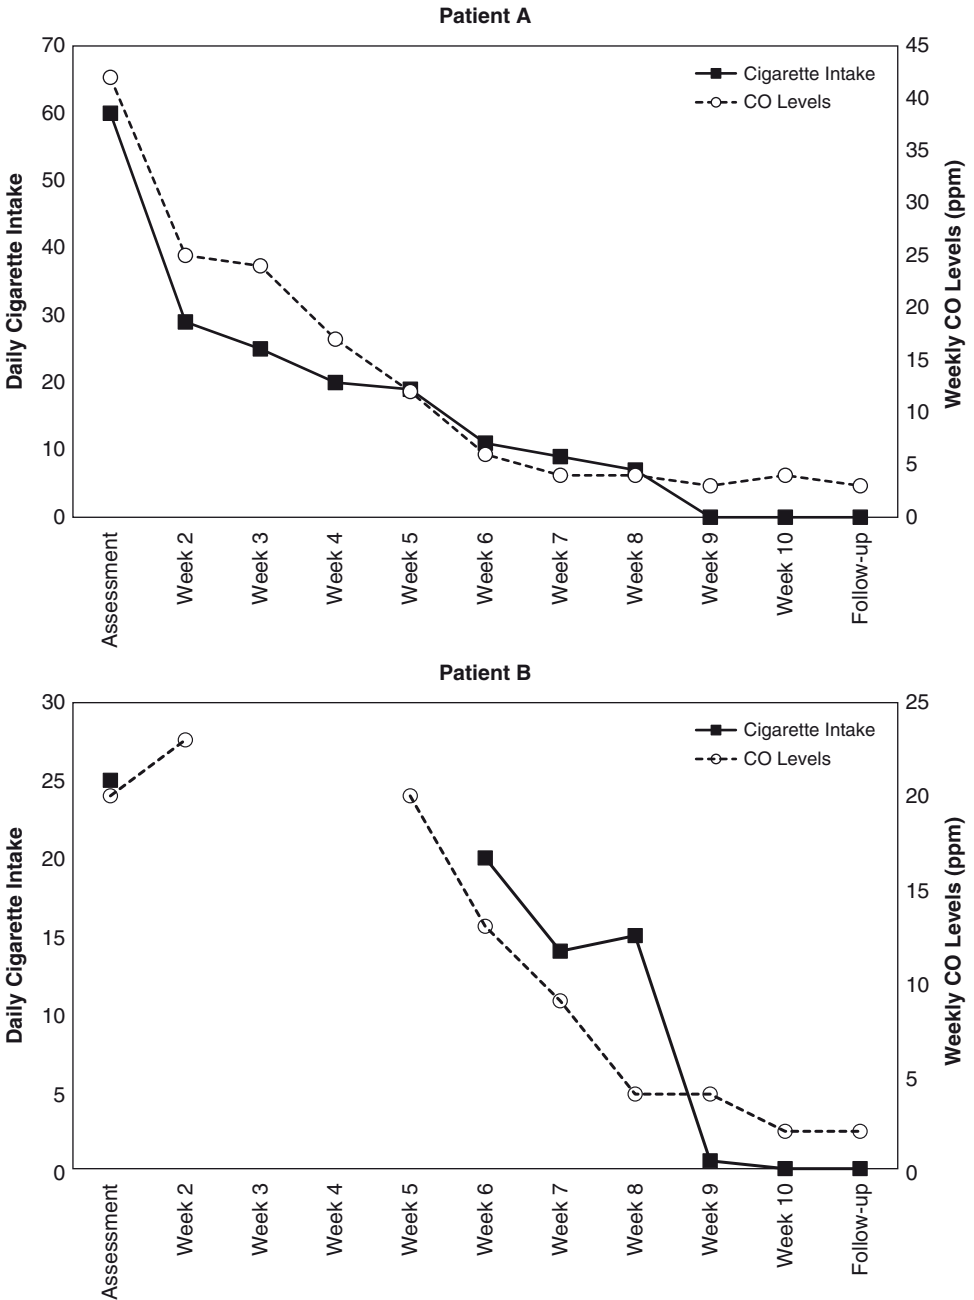 Patient A
Daily Cigarette Intake
70
60
50
40
30
20
10
0
Cigarette Intake
CO Levels
45
40
35
30
25
20
15
10
5
0
Weekly CO Levels (ppm)
Assessment
Week 2
Week 3
Week 4
Week 5
Week 6
Week 7
Week 8
Week 9
Week 10
Follow-up
Patient B
Daily Cigarette Intake
30
25
20
15
10
5
0
Cigarette Intake
CO Levels
25
20
15
10
5
0
Weekly CO Levels (ppm)
Assessment
Week 2
Week 3
Week 4
Week 5
Week 6
Week 7
Week 8
Week 9
Week 10
Follow-up